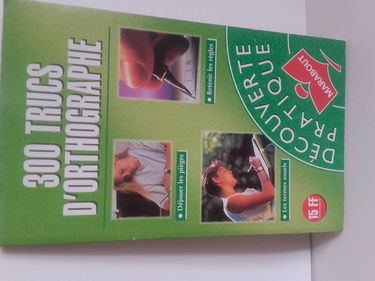 DÉCOUVERTE
PRATIQUE
MARABOUT
300 TRUCS
D'ORTHOGRAPHE
• Retenir les règles
• Déjouer les pièges
• Les termes usuels
15 FF